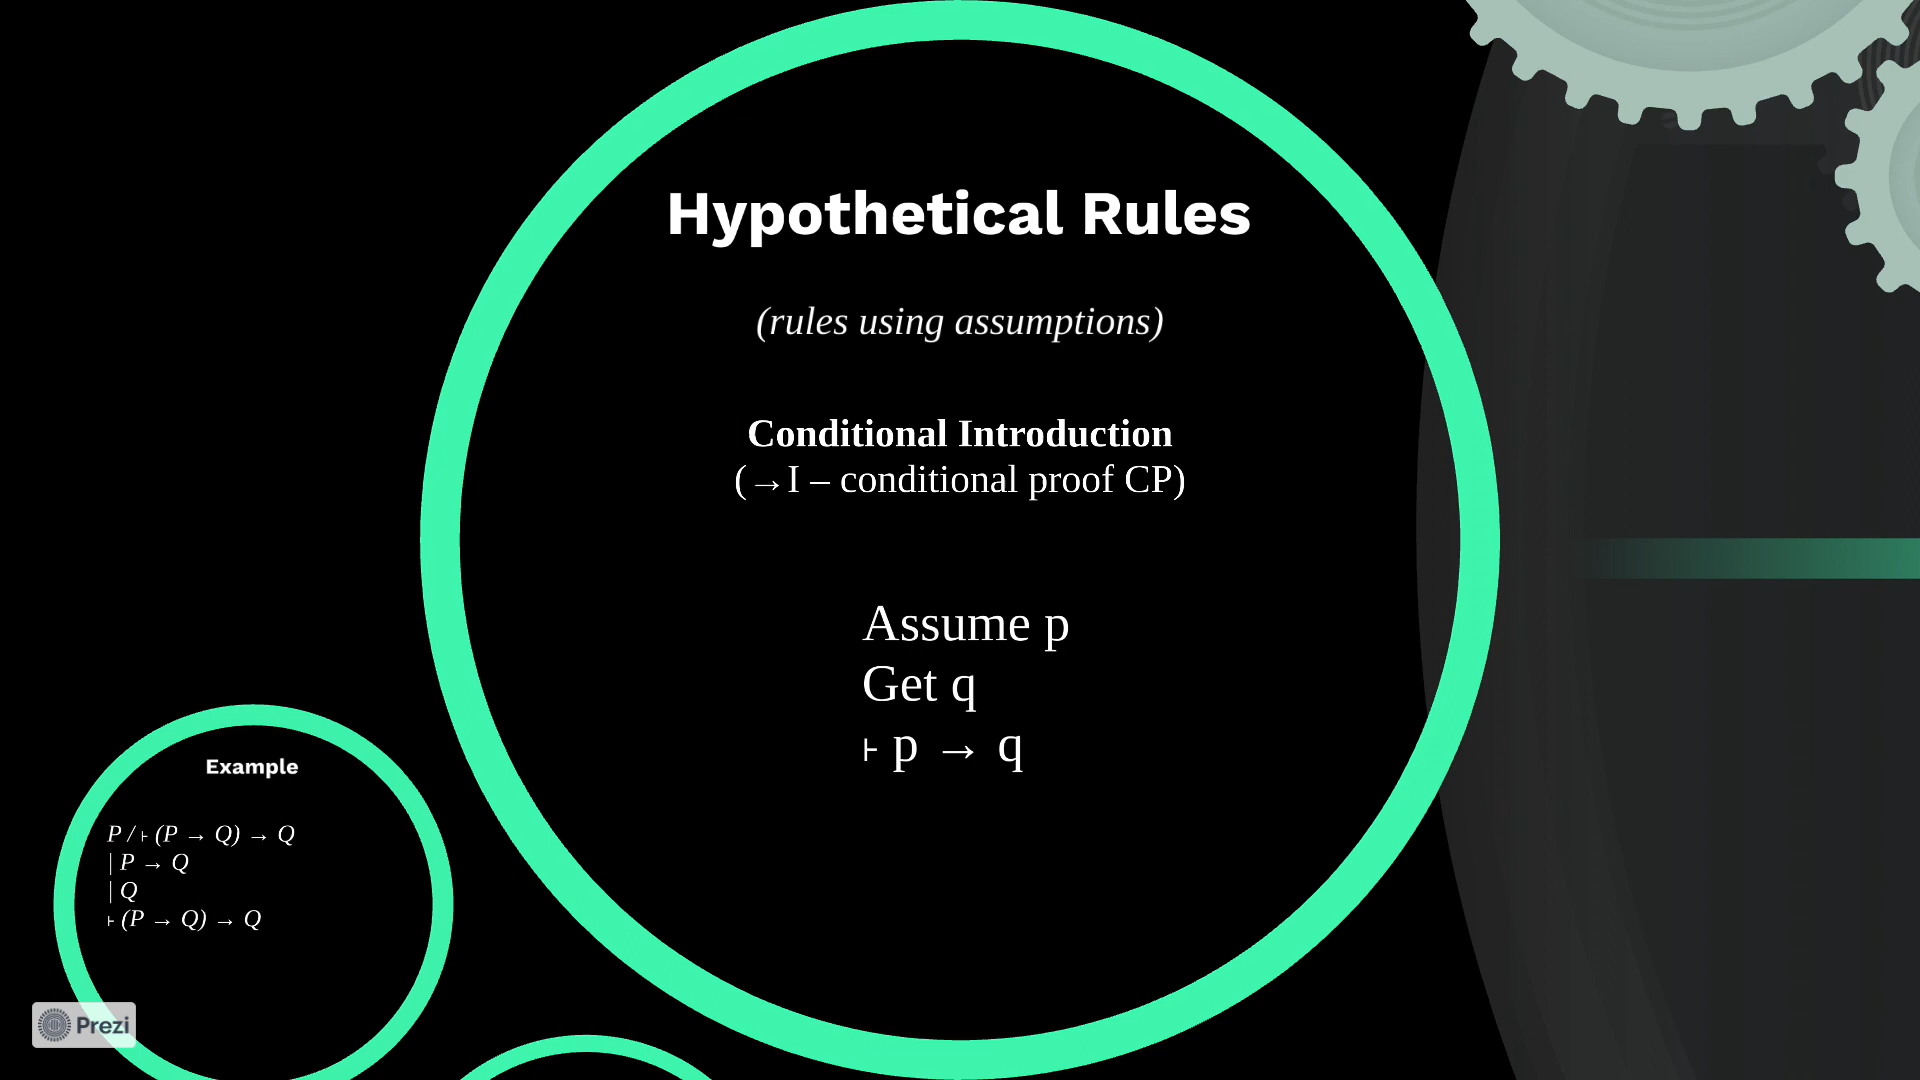 Hypothetical Rules
(rules using assumptions)
Conditional Introduction
(→I – conditional proof CP)
Assume p
Get q
⊦ p → q
Example
P / ⊦ (P → Q) → Q
| P → Q
| Q
⊦ (P → Q) → Q
Prezi